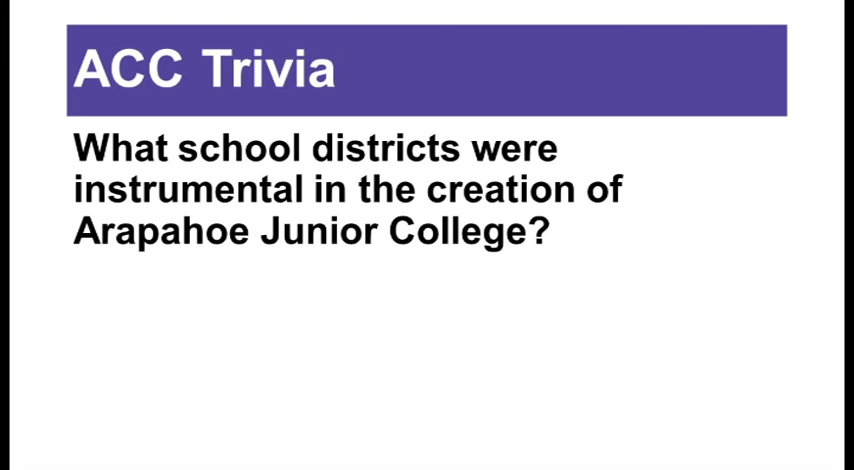 ACC Trivia
What school districts were
instrumental in the creation of
Arapahoe Junior College?